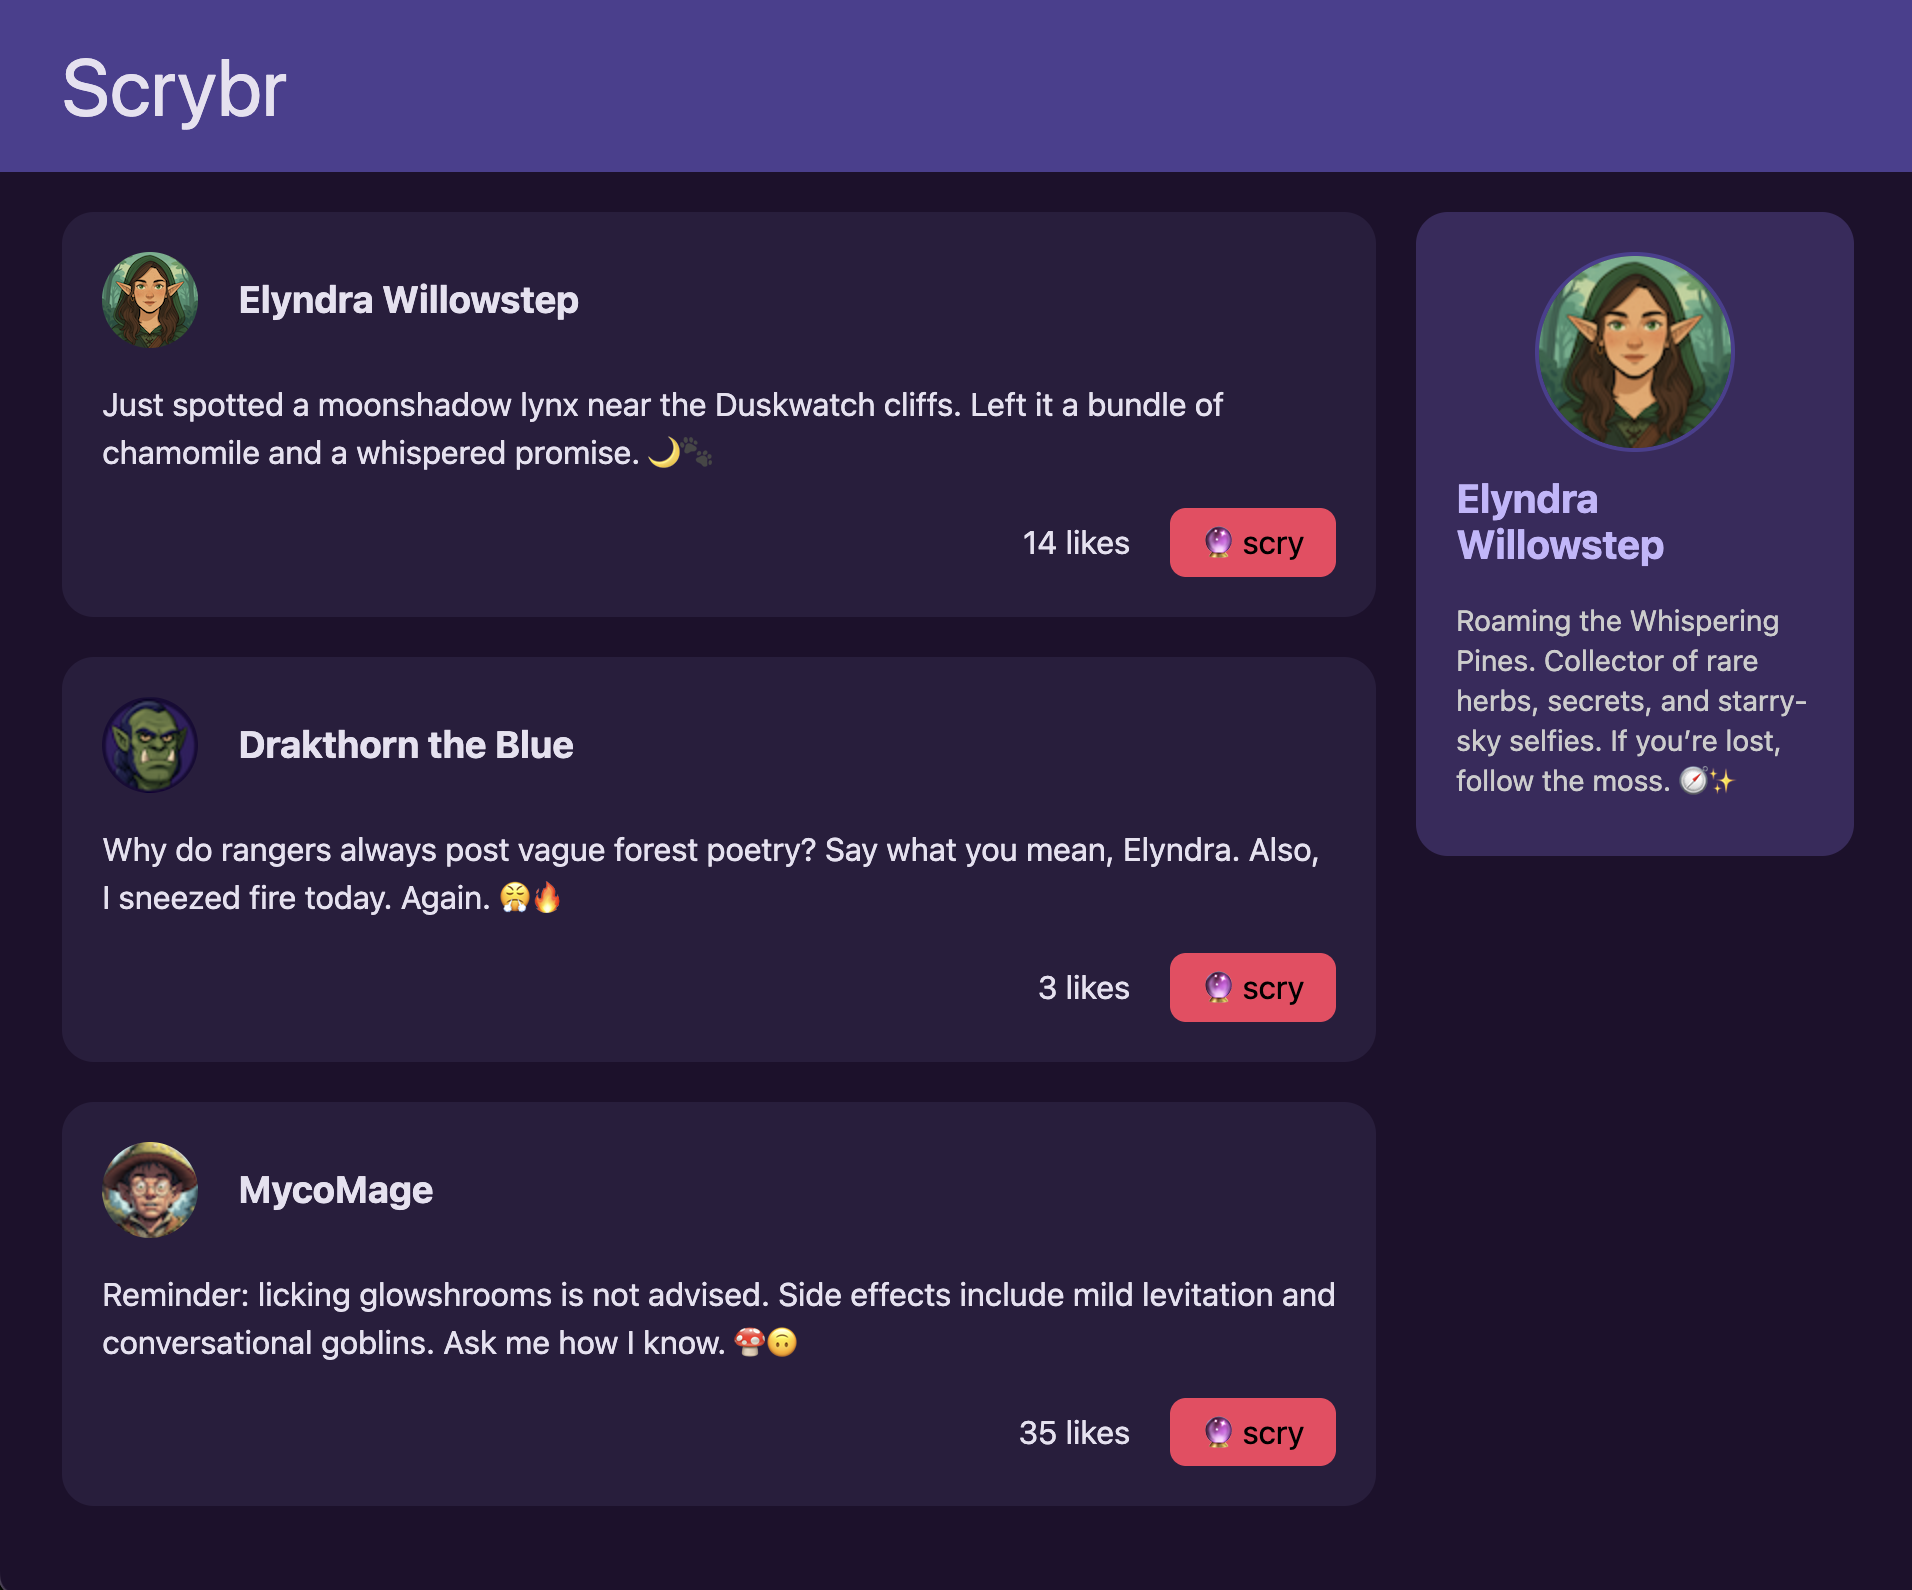 Scrybr
Elyndra Willowstep
Just spotted a moonshadow lynx near the Duskwatch cliffs. Left it a bundle of
chamomile and a whispered promise. 🌙🐾
14 likes
🔮 scry
Drakthorn the Blue
Why do rangers always post vague forest poetry? Say what you mean, Elyndra. Also,
I sneezed fire today. Again. 😤🔥
3 likes
🔮 scry
MycoMage
Reminder: licking glowshrooms is not advised. Side effects include mild levitation and
conversational goblins. Ask me how I know. 🍄🙃
35 likes
🔮 scry
Elyndra
Willowstep
Roaming the Whispering
Pines. Collector of rare
herbs, secrets, and starry-
sky selfies. If you’re lost,
follow the moss. 🧭✨